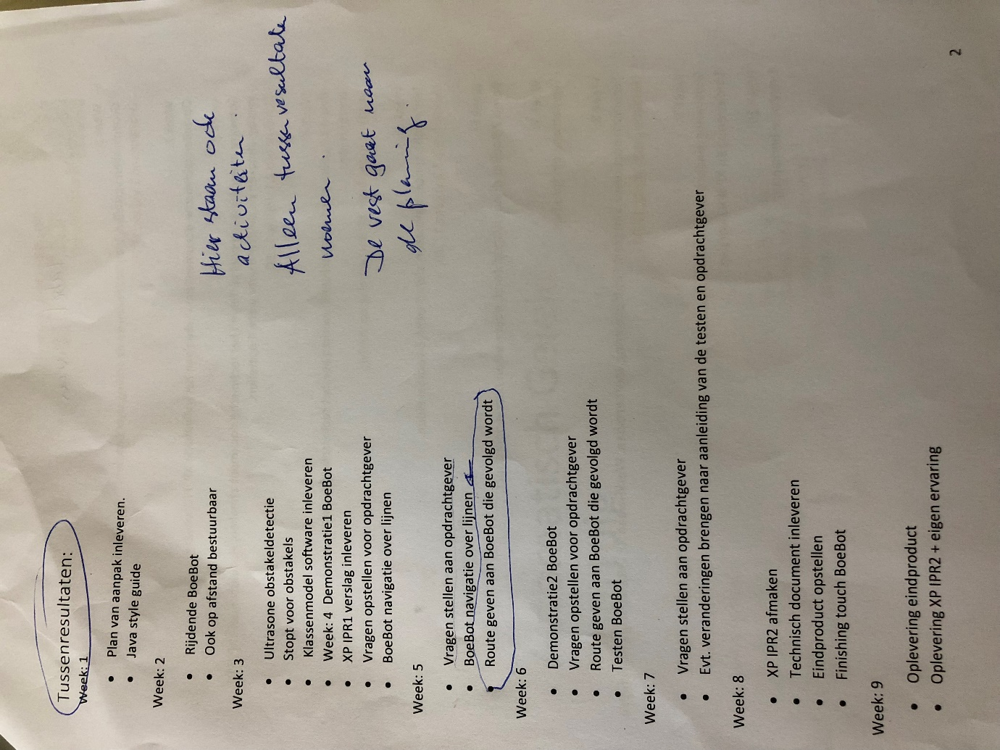 Tussenresultaten:
Week: 1
• Plan van aanpak inleveren.
• Java style guide
Week: 2
• Rijdende BoeBot
• Ook op afstand bestuurbaar
Week: 3
• Ultrasone obstakeldetectie
• Stopt voor obstakels
• Klassenmodel software inleveren
• Week: 4 Demonstratie1 BoeBot
• XP IPR1 verslag inleveren
• Vragen opstellen voor opdrachtgever
• BoeBot navigatie over lijnen
Week: 5
• Vragen stellen aan opdrachtgever
• BoeBot navigatie over lijnen
• Route geven aan BoeBot die gevolgd wordt
Week: 6
• Demonstratie2 BoeBot
• Vragen opstellen voor opdrachtgever
• Route geven aan BoeBot die gevolgd wordt
• Testen BoeBot
Week: 7
• Vragen stellen aan opdrachtgever
• Evt. veranderingen brengen naar aanleiding van de testen en opdrachtgever
Week: 8
• XP IPR2 afmaken
• Technisch document inleveren
• Eindproduct opstellen
• Finishing touch BoeBot
Week: 9
• Oplevering eindproduct
• Oplevering XP IPR2 + eigen ervaring
Hier staan ook
activiteiten.
Alleen tussenresultaten
noemen.
De rest gaat naar
de planning.
2